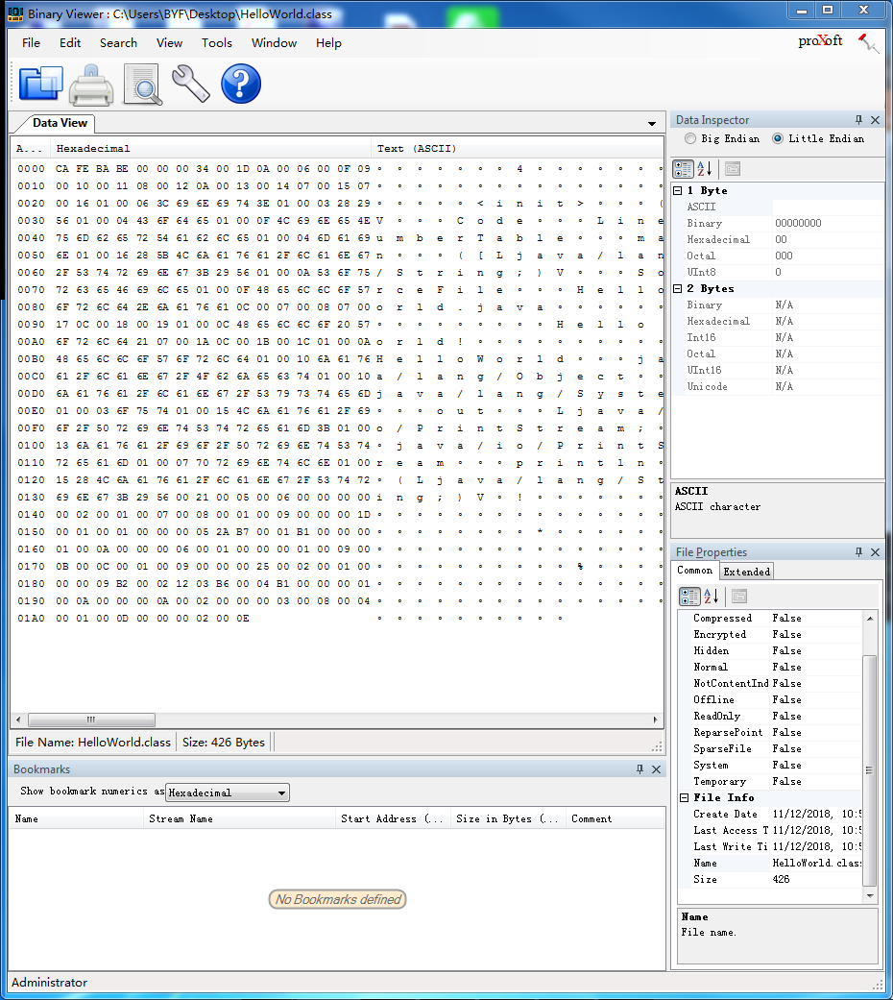 Binary Viewer : C:\Users\BYF\Desktop\HelloWorld.class
File Edit Search View Tools Window Help
proXoft
Data View
A... Hexadecimal Text (ASCII)
0000 CA FE BA BE 00 00 00 34 00 1D 0A 00 06 00 0F 09 ∘ ∘ ∘ ∘ ∘ ∘ ∘ 4 ∘ ∘ ∘ ∘ ∘ ∘ ∘
0010 00 10 00 11 08 00 12 0A 00 13 00 14 07 00 15 07 ∘ ∘ ∘ ∘ ∘ ∘ ∘ ∘ ∘ ∘ ∘ ∘ ∘ ∘ ∘
0020 00 16 01 00 06 3C 69 6E 69 74 3E 01 00 03 28 29 ∘ ∘ ∘ ∘ ∘ < i n i t > ∘ ∘ ∘ (
0030 56 01 00 04 43 6F 64 65 01 00 0F 4C 69 6E 65 4E V ∘ ∘ ∘ C o d e ∘ ∘ ∘ L i n e
0040 75 6D 62 65 72 54 61 62 6C 65 01 00 04 6D 61 69 u m b e r T a b l e ∘ ∘ ∘ m a
0050 6E 01 00 16 28 5B 4C 6A 61 76 61 2F 6C 61 6E 67 n ∘ ∘ ∘ ( [ L j a v a / l a n
0060 2F 53 74 72 69 6E 67 3B 29 56 01 00 0A 53 6F 75 / S t r i n g ; ) V ∘ ∘ ∘ S o
0070 72 63 65 46 69 6C 65 01 00 0F 48 65 6C 6C 6F 57 r c e F i l e ∘ ∘ ∘ H e l l o
0080 6F 72 6C 64 2E 6A 61 76 61 0C 00 07 00 08 07 00 o r l d . j a v a ∘ ∘ ∘ ∘ ∘ ∘
0090 17 0C 00 18 00 19 01 00 0C 48 65 6C 6C 6F 20 57 ∘ ∘ ∘ ∘ ∘ ∘ ∘ ∘ ∘ H e l l o
00A0 6F 72 6C 64 21 07 00 1A 0C 00 1B 00 1C 01 00 0A o r l d ! ∘ ∘ ∘ ∘ ∘ ∘ ∘ ∘ ∘ ∘
00B0 48 65 6C 6C 6F 57 6F 72 6C 64 01 00 10 6A 61 76 H e l l o W o r l d ∘ ∘ ∘ j a
00C0 61 2F 6C 61 6E 67 2F 4F 62 6A 65 63 74 01 00 10 a / l a n g / O b j e c t ∘ ∘
00D0 6A 61 76 61 2F 6C 61 6E 67 2F 53 79 73 74 65 6D j a v a / l a n g / S y s t e
00E0 01 00 03 6F 75 74 01 00 15 4C 6A 61 76 61 2F 69 ∘ ∘ ∘ o u t ∘ ∘ ∘ L j a v a /
00F0 6F 2F 50 72 69 6E 74 53 74 72 65 61 6D 3B 01 00 o / P r i n t S t r e a m ; ∘
0100 13 6A 61 76 61 2F 69 6F 2F 50 72 69 6E 74 53 74 ∘ j a v a / i o / P r i n t S
0110 72 65 61 6D 01 00 07 70 72 69 6E 74 6C 6E 01 00 r e a m ∘ ∘ ∘ p r i n t l n ∘
0120 15 28 4C 6A 61 76 61 2F 6C 61 6E 67 2F 53 74 72 ∘ ( L j a v a / l a n g / S t
0130 69 6E 67 3B 29 56 00 21 00 05 00 06 00 00 00 00 i n g ; ) V ∘ ! ∘ ∘ ∘ ∘ ∘ ∘ ∘
0140 00 02 00 01 00 07 00 08 00 01 00 09 00 00 00 1D ∘ ∘ ∘ ∘ ∘ ∘ ∘ ∘ ∘ ∘ ∘ ∘ ∘ ∘ ∘
0150 00 01 00 01 00 00 00 05 2A B7 00 01 B1 00 00 00 ∘ ∘ ∘ ∘ ∘ ∘ ∘ ∘ * ∘ ∘ ∘ ∘ ∘ ∘
0160 01 00 0A 00 00 00 06 00 01 00 00 00 01 00 09 00 ∘ ∘ ∘ ∘ ∘ ∘ ∘ ∘ ∘ ∘ ∘ ∘ ∘ ∘ ∘
0170 0B 00 0C 00 01 00 09 00 00 00 25 00 02 00 01 00 ∘ ∘ ∘ ∘ ∘ ∘ ∘ ∘ ∘ ∘ % ∘ ∘ ∘ ∘
0180 00 00 09 B2 00 02 12 03 B6 00 04 B1 00 00 00 01 ∘ ∘ ∘ ∘ ∘ ∘ ∘ ∘ ∘ ∘ ∘ ∘ ∘ ∘ ∘
0190 00 0A 00 00 00 0A 00 02 00 00 00 03 00 08 00 04 ∘ ∘ ∘ ∘ ∘ ∘ ∘ ∘ ∘ ∘ ∘ ∘ ∘ ∘ ∘
01A0 00 01 00 0D 00 00 00 02 00 0E ∘ ∘ ∘ ∘ ∘ ∘ ∘ ∘ ∘ ∘
File Name: HelloWorld.class Size: 426 Bytes
Bookmarks
Show bookmark numerics as Hexadecimal
Name Stream Name Start Address (... Size in Bytes (... Comment
No Bookmarks defined
Data Inspector
Big Endian Little Endian
1 Byte
ASCII
Binary 00000000
Hexadecimal 00
Octal 000
UInt8 0
2 Bytes
Binary N/A
Hexadecimal N/A
Int16 N/A
Octal N/A
UInt16 N/A
Unicode N/A
ASCII
ASCII character
File Properties
Common Extended
Compressed False
Encrypted False
Hidden False
Normal False
NotContentInd False
Offline False
ReadOnly False
ReparsePoint False
SparseFile False
System False
Temporary False
File Info
Create Date 11/12/2018, 10:5
Last Access T 11/12/2018, 10:5
Last Write Ti 11/12/2018, 10:5
Name HelloWorld.clas
Size 426
Name
File name.
Administrator